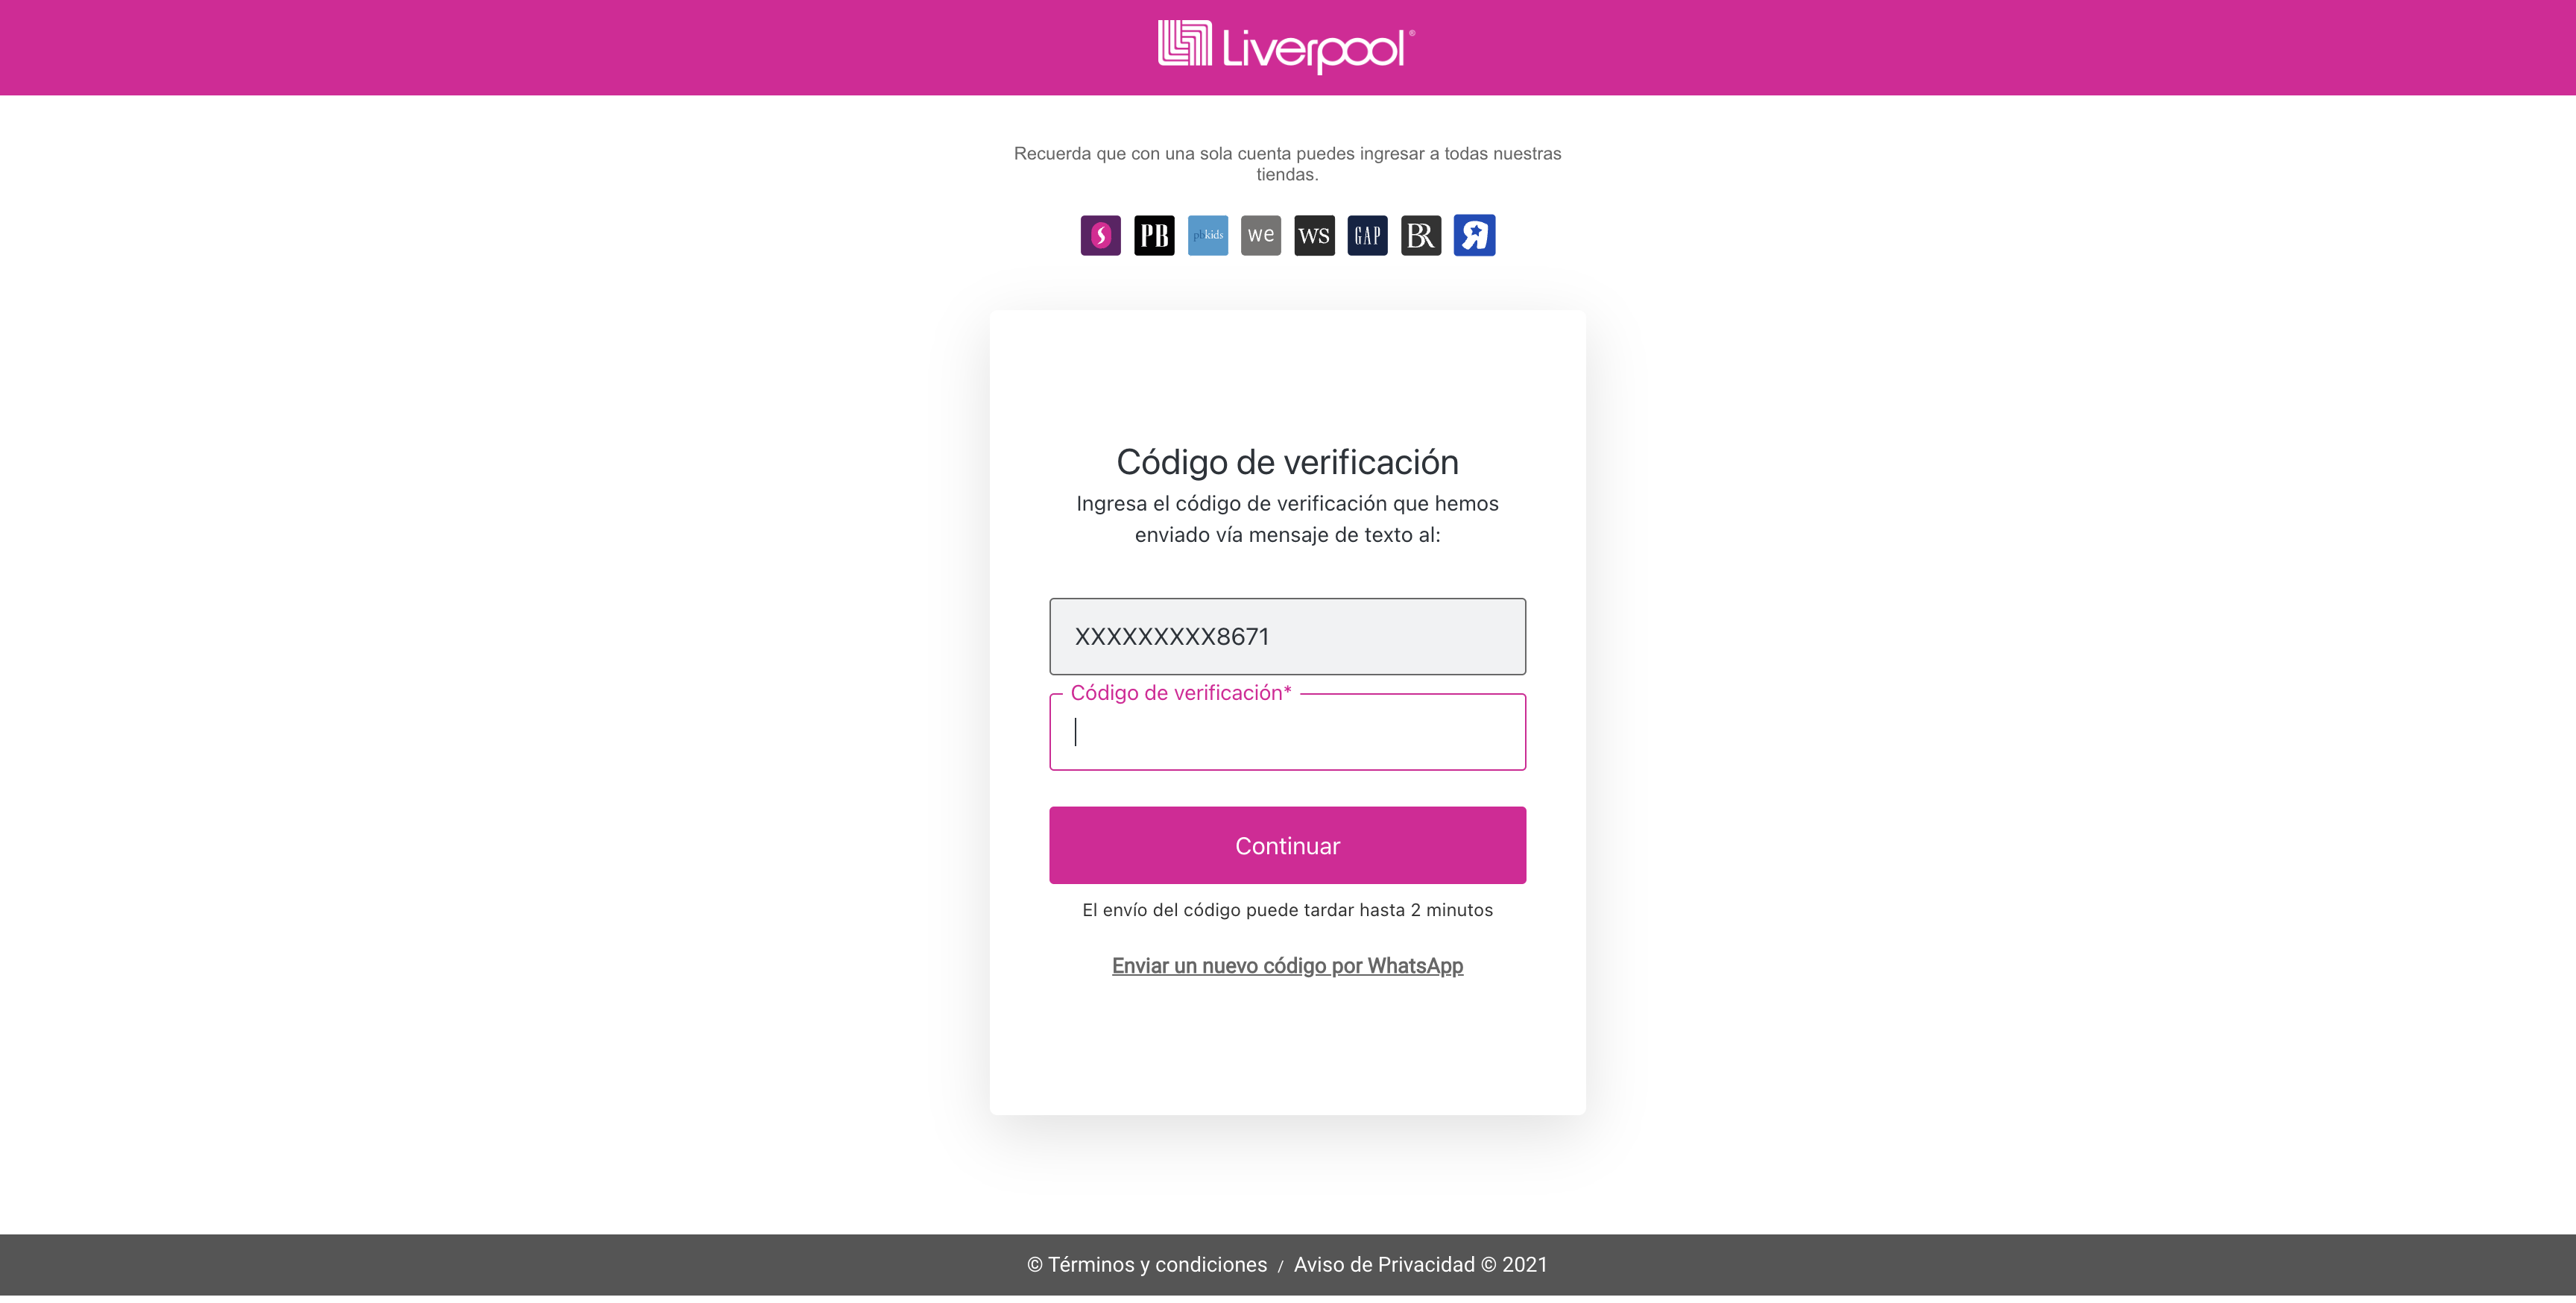 Liverpool®
Recuerda que con una sola cuenta puedes ingresar a todas nuestras
tiendas.
S PB pbkids we WS GAP BR R
Código de verificación
Ingresa el código de verificación que hemos
enviado vía mensaje de texto al:
XXXXXXXXX8671
Código de verificación*
Continuar
El envío del código puede tardar hasta 2 minutos
Enviar un nuevo código por WhatsApp
© Términos y condiciones / Aviso de Privacidad © 2021